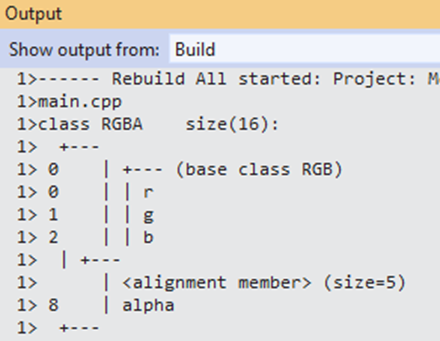 Output
Show output from: Build
1>------ Rebuild All started: Project: M
1>main.cpp
1>class RGBA    size(16):
1>  +---
1> 0    | +--- (base class RGB)
1> 0    | | r
1> 1    | | g
1> 2    | | b
1>  | +---
1>      | <alignment member> (size=5)
1> 8    | alpha
1>  +---